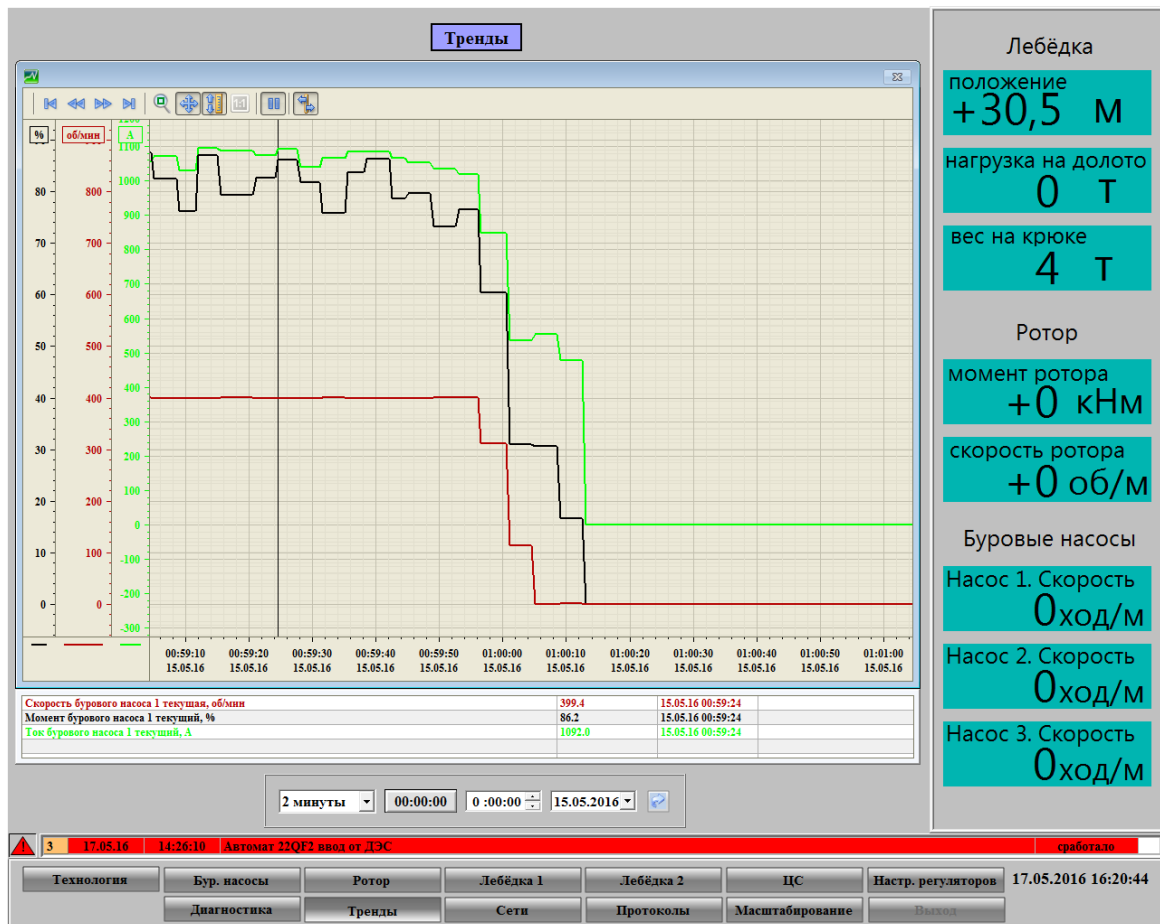 Тренды
% об/мин A
1200
1100
80 800 1000
900
70 700 800
700
60 600 600
50 500 500
400
40 400 300
30 300 200
20 200 100
0
10 100 -100
-200
0 0 -300
00:59:10 00:59:20 00:59:30 00:59:40 00:59:50 01:00:00 01:00:10 01:00:20 01:00:30 01:00:40 01:00:50 01:01:00
15.05.16 15.05.16 15.05.16 15.05.16 15.05.16 15.05.16 15.05.16 15.05.16 15.05.16 15.05.16 15.05.16 15.05.16
Скорость бурового насоса 1 текущая, об/мин 399.4 15.05.16 00:59:24
Момент бурового насоса 1 текущий, % 86.2 15.05.16 00:59:24
Ток бурового насоса 1 текущий, А 1092.0 15.05.16 00:59:24
2 минуты 00:00:00 0 :00:00 15.05.2016
Лебёдка
положение
+30,5 м
нагрузка на долото
0 т
вес на крюке
4 т
Ротор
момент ротора
+0 кНм
скорость ротора
+0 об/м
Буровые насосы
Насос 1. Скорость
0 ход/м
Насос 2. Скорость
0 ход/м
Насос 3. Скорость
0 ход/м
3 17.05.16 14:26:10 Автомат 22QF2 ввод от ДЭС сработало
Технология Бур. насосы Ротор Лебёдка 1 Лебёдка 2 ЦС Настр. регуляторов 17.05.2016 16:20:44
Диагностика Тренды Сети Протоколы Масштабирование Выход